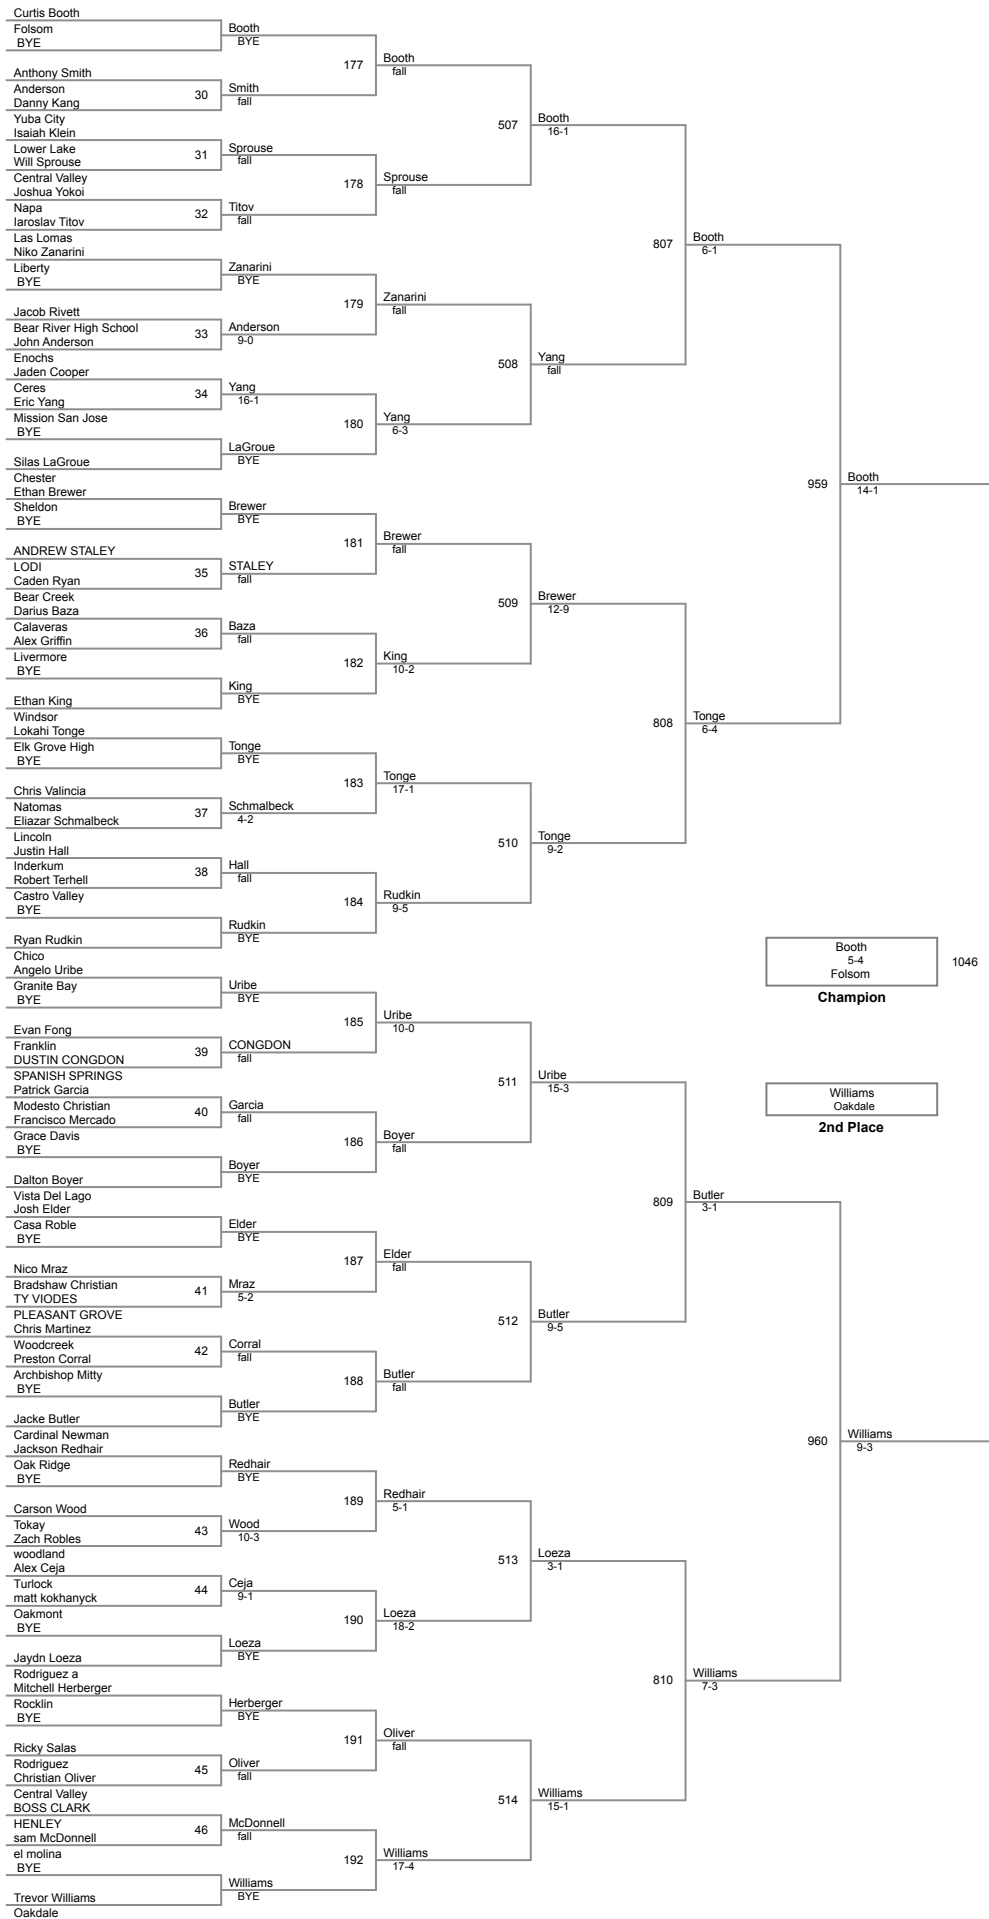 Curtis Booth
Folsom
BYE
Anthony Smith
Anderson
Danny Kang
Yuba City
Isaiah Klein
Lower Lake
Will Sprouse
Central Valley
Joshua Yokoi
Napa
Iaroslav Titov
Las Lomas
Niko Zanarini
Liberty
BYE
Jacob Rivett
Bear River High School
John Anderson
Enochs
Jaden Cooper
Ceres
Eric Yang
Mission San Jose
BYE
Silas LaGroue
Chester
Ethan Brewer
Sheldon
BYE
ANDREW STALEY
LODI
Caden Ryan
Bear Creek
Darius Baza
Calaveras
Alex Griffin
Livermore
BYE
Ethan King
Windsor
Lokahi Tonge
Elk Grove High
BYE
Chris Valincia
Natomas
Eliazar Schmalbeck
Lincoln
Justin Hall
Inderkum
Robert Terhell
Castro Valley
BYE
Ryan Rudkin
Chico
Angelo Uribe
Granite Bay
BYE
Evan Fong
Franklin
DUSTIN CONGDON
SPANISH SPRINGS
Patrick Garcia
Modesto Christian
Francisco Mercado
Grace Davis
BYE
Dalton Boyer
Vista Del Lago
Josh Elder
Casa Roble
BYE
Nico Mraz
Bradshaw Christian
TY VIODES
PLEASANT GROVE
Chris Martinez
Woodcreek
Preston Corral
Archbishop Mitty
BYE
Jacke Butler
Cardinal Newman
Jackson Redhair
Oak Ridge
BYE
Carson Wood
Tokay
Zach Robles
woodland
Alex Ceja
Turlock
matt kokhanyck
Oakmont
BYE
Jaydn Loeza
Rodriguez a
Mitchell Herberger
Rocklin
BYE
Ricky Salas
Rodriguez
Christian Oliver
Central Valley
BOSS CLARK
HENLEY
sam McDonnell
el molina
BYE
Trevor Williams
Oakdale
Booth
BYE
30
Smith
fall
31
Sprouse
fall
32
Titov
fall
Zanarini
BYE
33
Anderson
9-0
34
Yang
16-1
LaGroue
BYE
Brewer
BYE
35
STALEY
fall
36
Baza
fall
King
BYE
Tonge
BYE
37
Schmalbeck
4-2
38
Hall
fall
Rudkin
BYE
Uribe
BYE
39
CONGDON
fall
40
Garcia
fall
Boyer
BYE
Elder
BYE
41
Mraz
5-2
42
Corral
fall
Butler
BYE
Redhair
BYE
43
Wood
10-3
44
Ceja
9-1
Loeza
BYE
Herberger
BYE
45
Oliver
fall
46
McDonnell
fall
Williams
BYE
177
Booth
fall
178
Sprouse
fall
179
Zanarini
fall
180
Yang
6-3
181
Brewer
fall
182
King
10-2
183
Tonge
17-1
184
Rudkin
9-5
185
Uribe
10-0
186
Boyer
fall
187
Elder
fall
188
Butler
fall
189
Redhair
5-1
190
Loeza
18-2
191
Oliver
fall
192
Williams
17-4
507
Booth
16-1
508
Yang
fall
509
Brewer
12-9
510
Tonge
9-2
511
Uribe
15-3
512
Butler
9-5
513
Loeza
3-1
514
Williams
15-1
807
Booth
6-1
808
Tonge
6-4
809
Butler
3-1
810
Williams
7-3
959
Booth
14-1
960
Williams
9-3
Booth
5-4
Folsom
1046
Champion
Williams
Oakdale
2nd Place